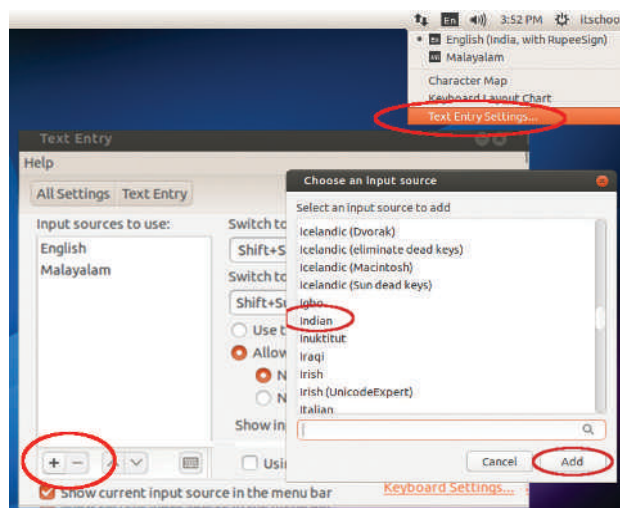 En 3:52 PM itschoo
En English (India, with RupeeSign)
Malayalam
Character Map
Keyboard Layout Chart
Text Entry Settings...
Text Entry
Help
All Settings Text Entry
Input sources to use:
English
Malayalam
Switch to
Shift+S
Switch to
Shift+Su
Use t
Allow
N
N
Show in
Usi
Show current input source in the menu bar
Keyboard Settings...
Choose an input source
Select an input source to add
Icelandic (Dvorak)
Icelandic (eliminate dead keys)
Icelandic (Macintosh)
Icelandic (Sun dead keys)
Igbo
Indian
Inuktitut
Iraqi
Irish
Irish (UnicodeExpert)
Italian
Cancel Add